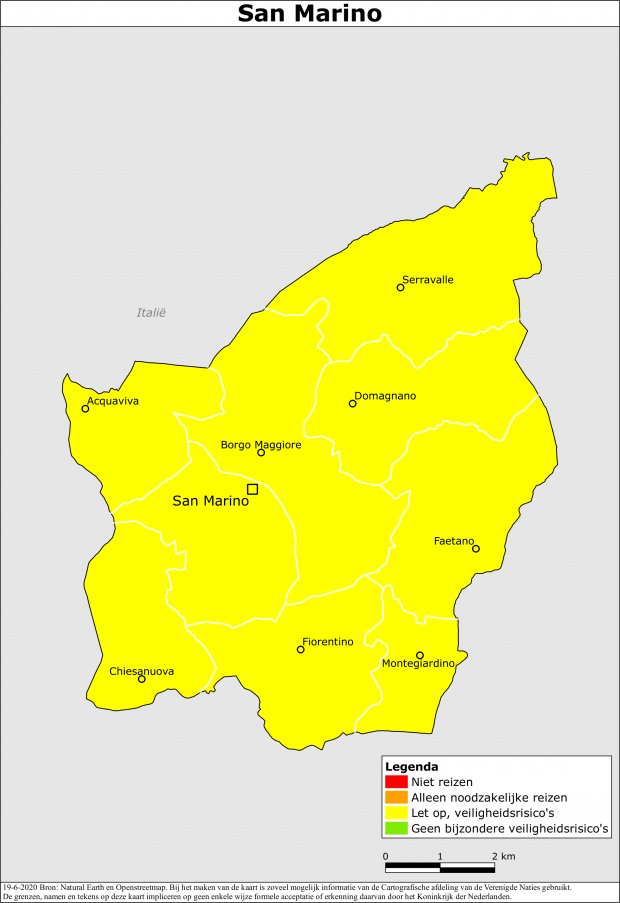 San Marino
Serravalle
Italië
Domagnano
Acquaviva
Borgo Maggiore
San Marino
Faetano
Fiorentino
Montegiardino
Chiesanuova
Legenda
Niet reizen
Alleen noodzakelijke reizen
Let op, veiligheidsrisico's
Geen bijzondere veiligheidsrisico's
0 1 2 km
19-6-2020 Bron: Natural Earth en Openstreetmap. Bij het maken van de kaart is zoveel mogelijk informatie van de Cartografische afdeling van de Verenigde Naties gebruikt.
De grenzen, namen en tekens op deze kaart impliceren op geen enkele wijze formele acceptatie of erkenning daarvan door het Koninkrijk der Nederlanden.